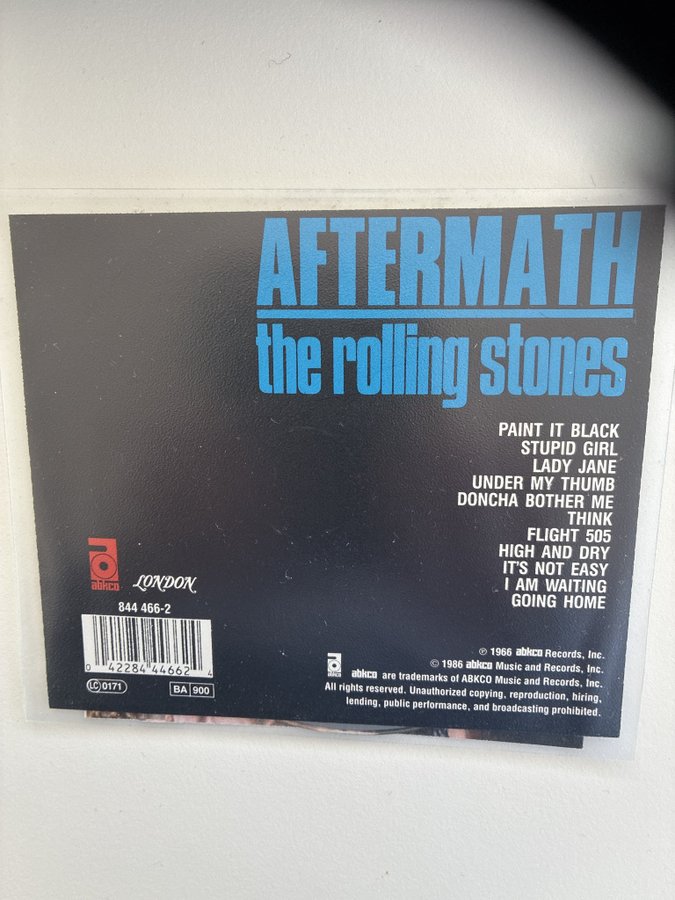 AFTERMATH
the rolling stones
PAINT IT BLACK
STUPID GIRL
LADY JANE
UNDER MY THUMB
DONCHA BOTHER ME
THINK
FLIGHT 505
HIGH AND DRY
IT'S NOT EASY
I AM WAITING
GOING HOME
abkco
LONDON
844 466-2
0 42284 44662 4
LC 0171
BA 900
℗ 1966 abkco Records, Inc.
© 1986 abkco Music and Records, Inc.
abkco are trademarks of ABKCO Music and Records, Inc.
All rights reserved. Unauthorized copying, reproduction, hiring,
lending, public performance, and broadcasting prohibited.